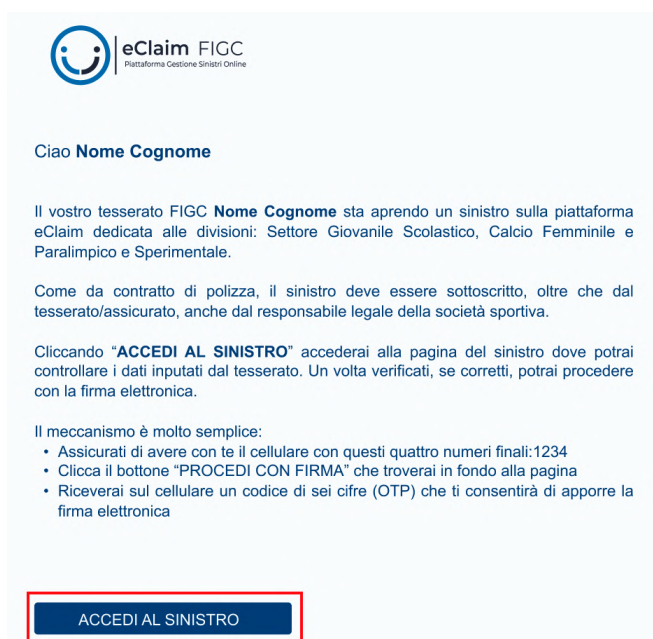 eClaim FIGC
Piattaforma Gestione Sinistri Online
Ciao Nome Cognome
Il vostro tesserato FIGC Nome Cognome sta aprendo un sinistro sulla piattaforma
eClaim dedicata alle divisioni: Settore Giovanile Scolastico, Calcio Femminile e
Paralimpico e Sperimentale.
Come da contratto di polizza, il sinistro deve essere sottoscritto, oltre che dal
tesserato/assicurato, anche dal responsabile legale della società sportiva.
Cliccando “ACCEDI AL SINISTRO” accederai alla pagina del sinistro dove potrai
controllare i dati inputati dal tesserato. Un volta verificati, se corretti, potrai procedere
con la firma elettronica.
Il meccanismo è molto semplice:
• Assicurati di avere con te il cellulare con questi quattro numeri finali:1234
• Clicca il bottone “PROCEDI CON FIRMA” che troverai in fondo alla pagina
• Riceverai sul cellulare un codice di sei cifre (OTP) che ti consentirà di apporre la
firma elettronica
ACCEDI AL SINISTRO